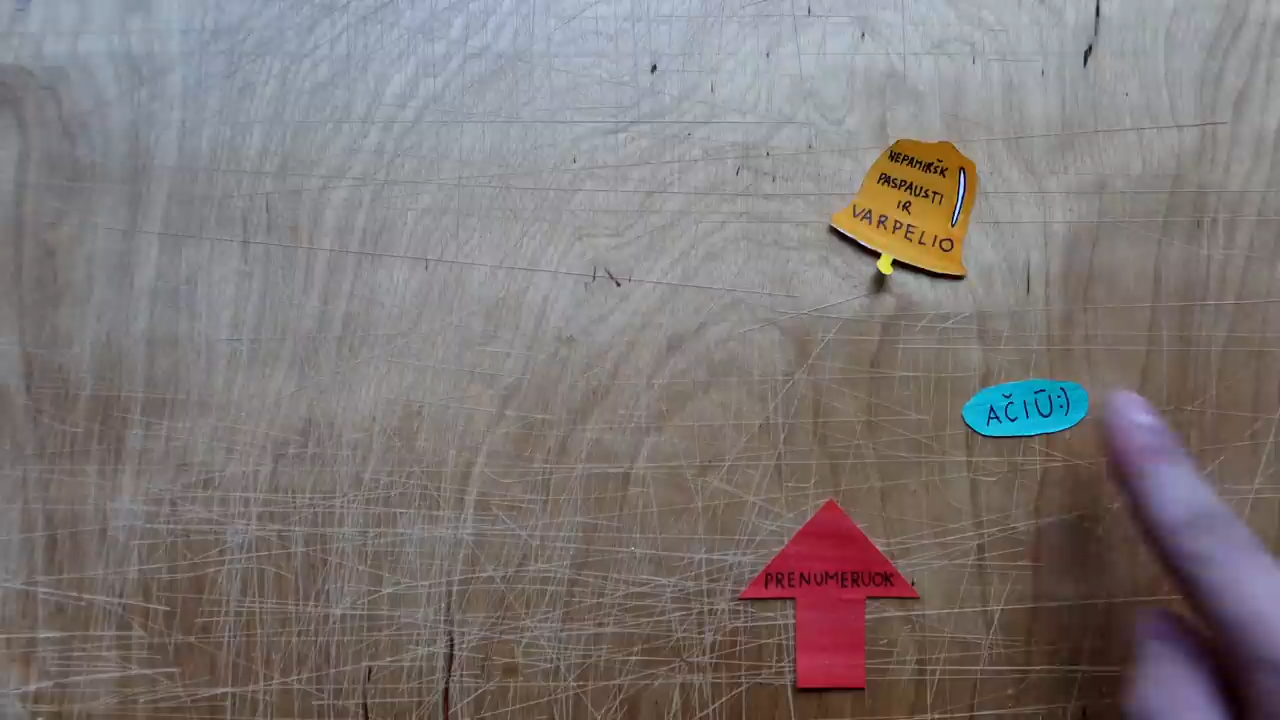 NEPAMIRŠK
PASPAUSTI
IR
VARPELIO
AČIŪ:)
PRENUMERUOK